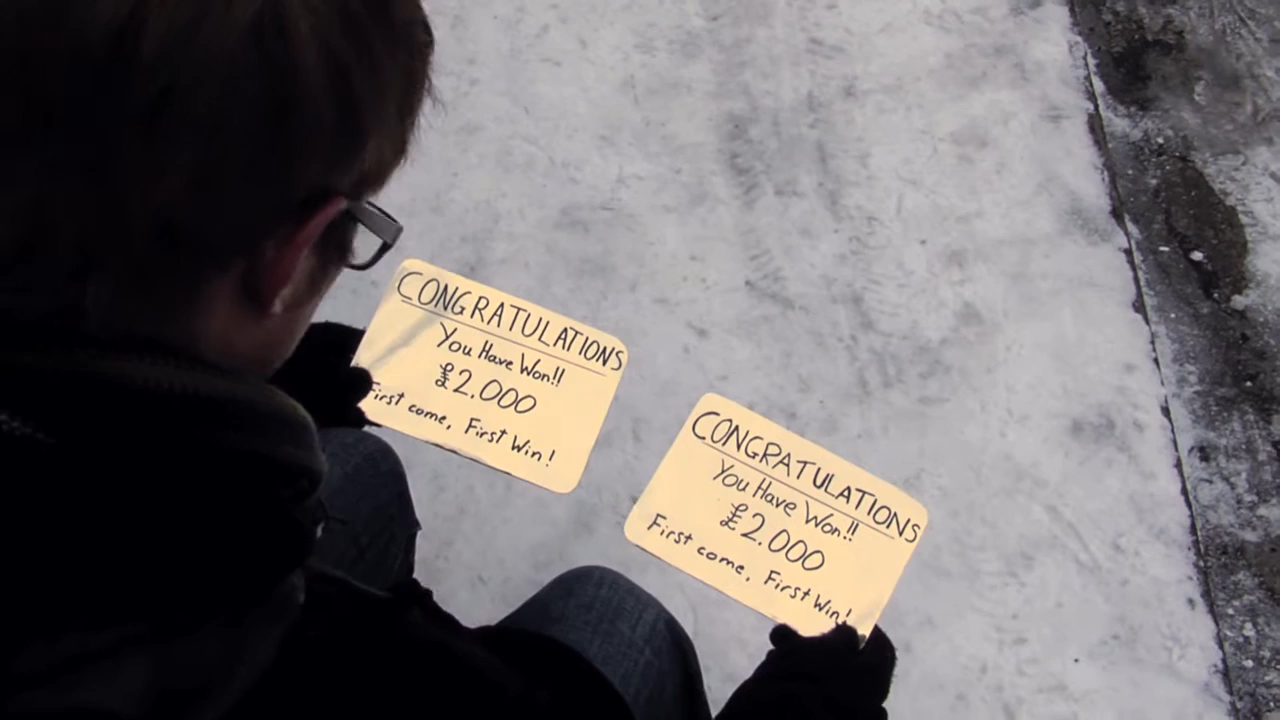 CONGRATULATIONS
You Have Won!!
£2.000
First come, First Win!
CONGRATULATIONS
You Have Won!!
£2.000
First come, First Win!